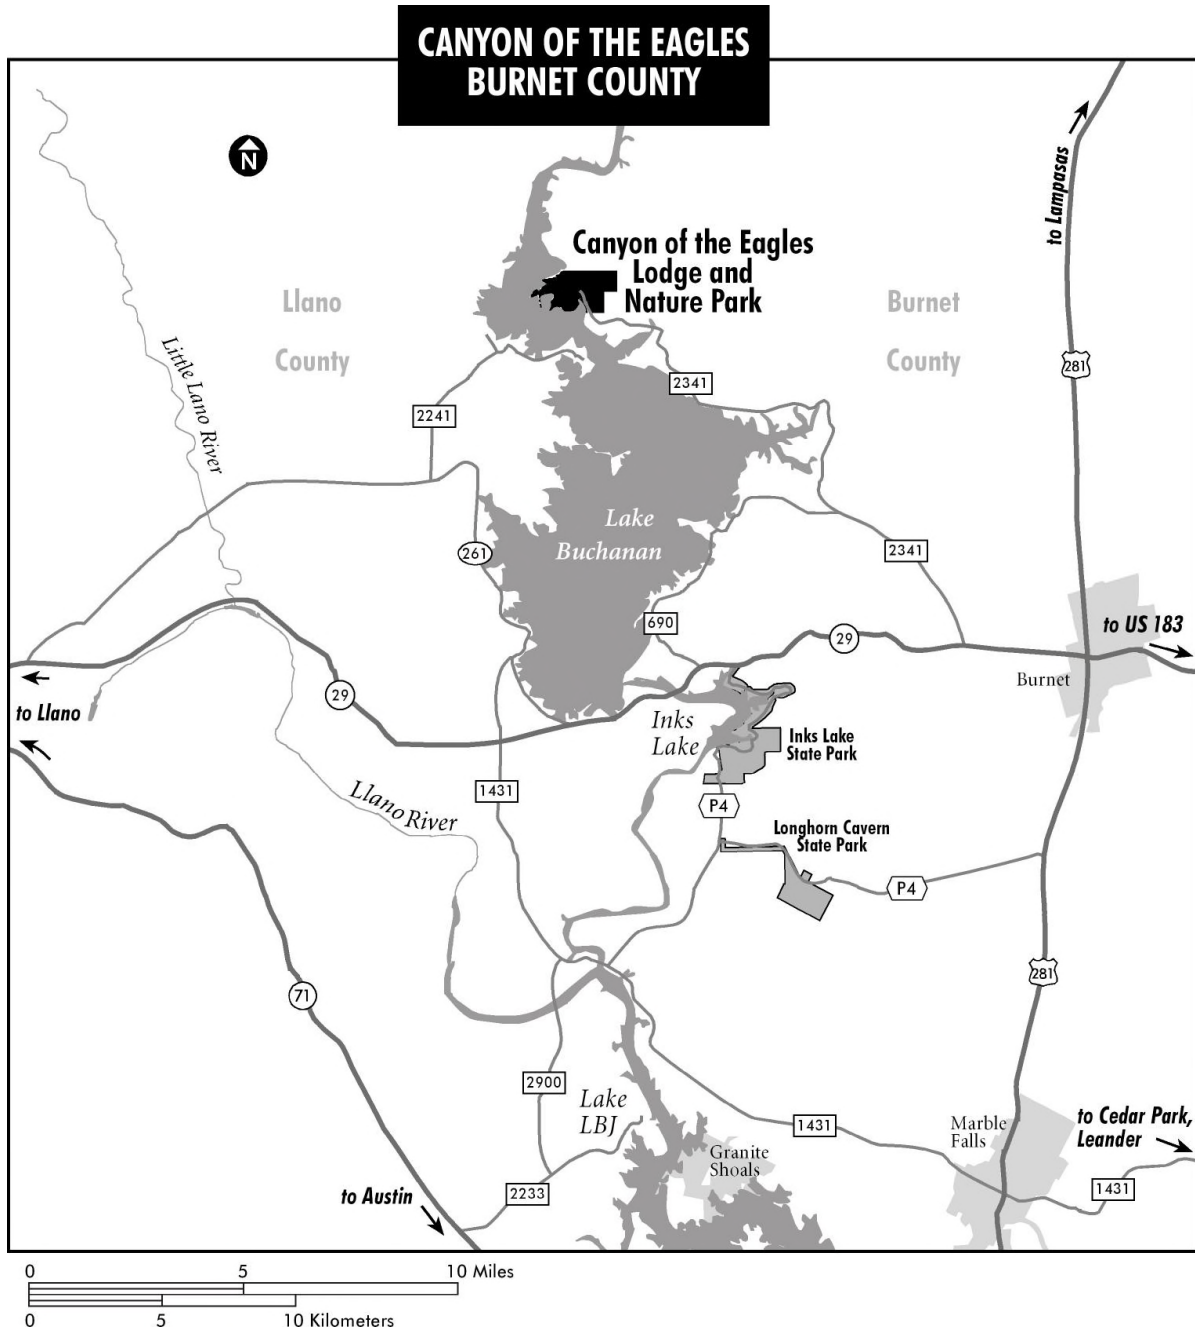 CANYON OF THE EAGLES
BURNET COUNTY
N
to Lampasas
Canyon of the Eagles
Lodge and
Nature Park
Llano
County
Burnet
County
Little Lano River
281
2341
2241
Lake
Buchanan
261
2341
690
29
to US 183
Burnet
29
to Llano
Inks
Lake
Inks Lake
State Park
1431
P4
Llano River
Longhorn Cavern
State Park
P4
281
71
2900
Lake
LBJ
1431
Marble
Falls
to Cedar Park,
Leander
Granite
Shoals
to Austin
2233
1431
0 5 10 Miles
0 5 10 Kilometers